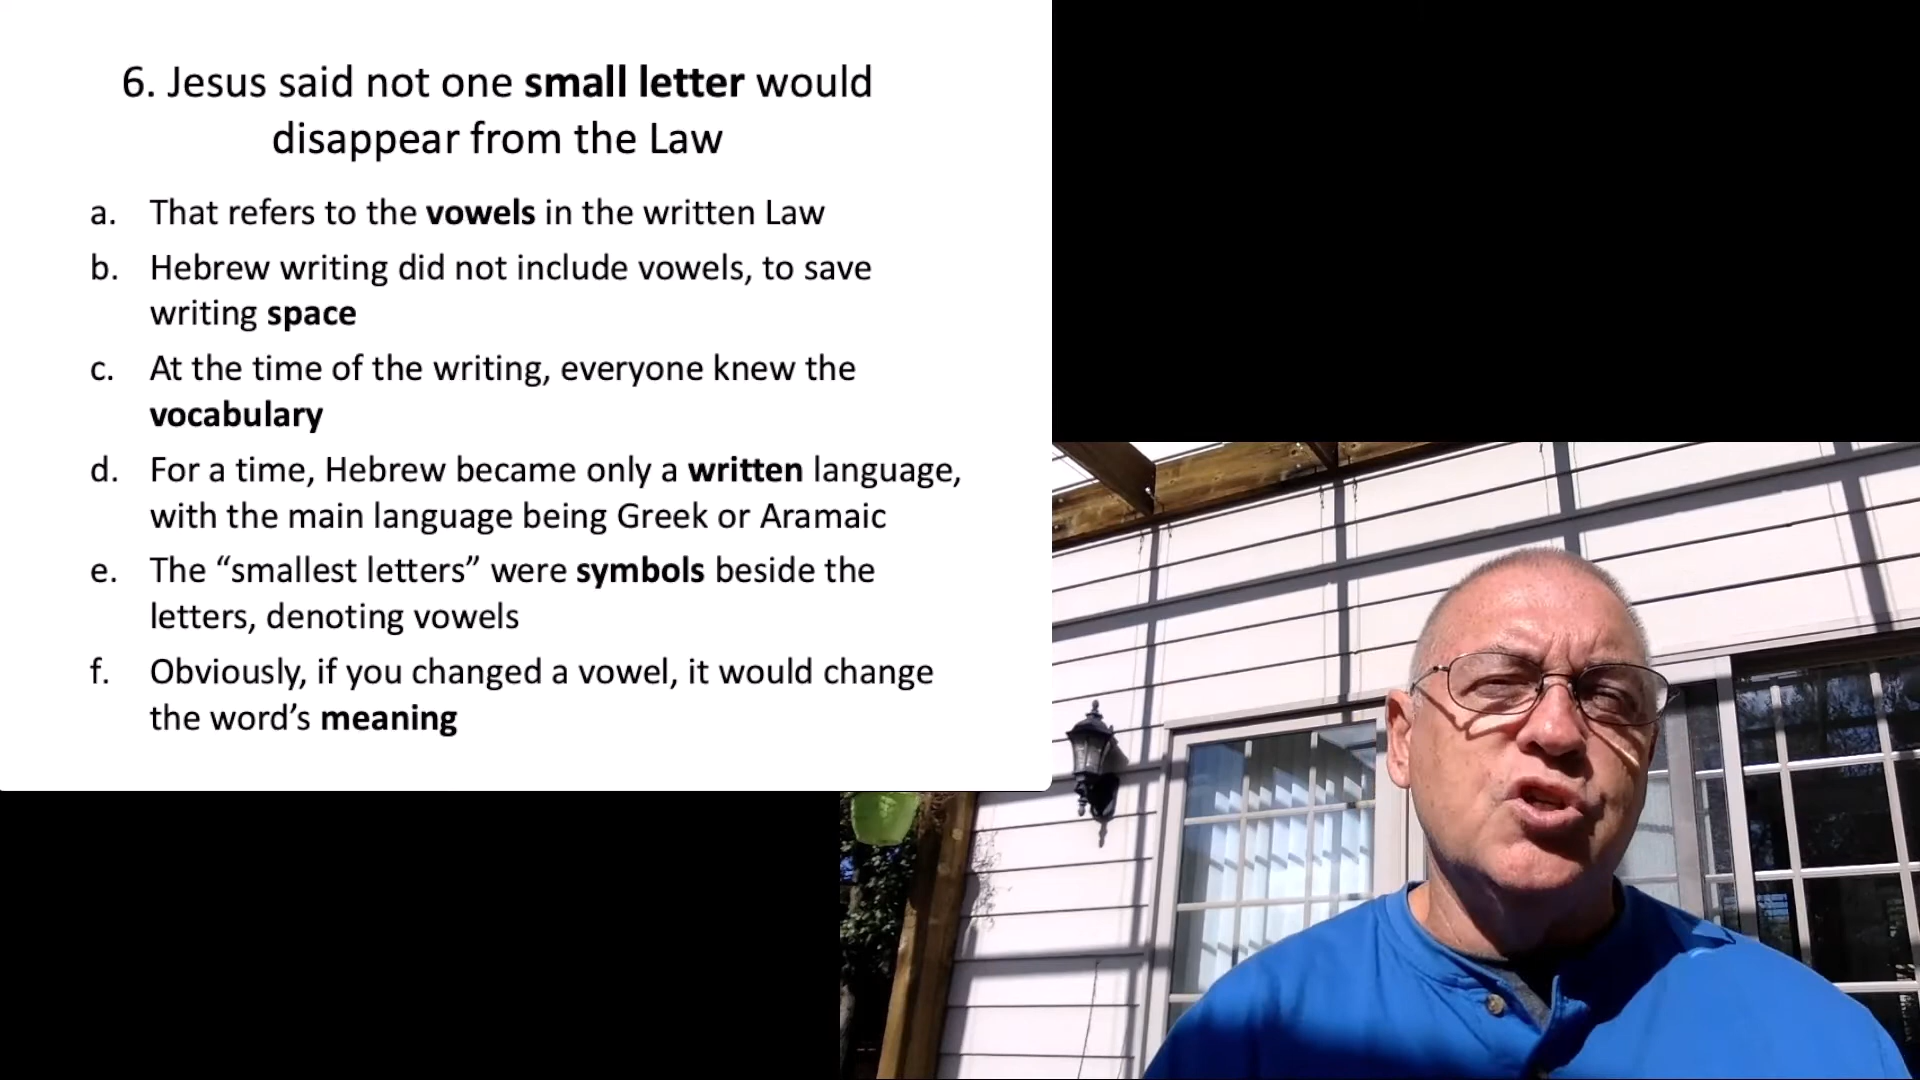 6. Jesus said not one small letter would
disappear from the Law
a. That refers to the vowels in the written Law
b. Hebrew writing did not include vowels, to save
writing space
c. At the time of the writing, everyone knew the
vocabulary
d. For a time, Hebrew became only a written language,
with the main language being Greek or Aramaic
e. The “smallest letters” were symbols beside the
letters, denoting vowels
f. Obviously, if you changed a vowel, it would change
the word’s meaning